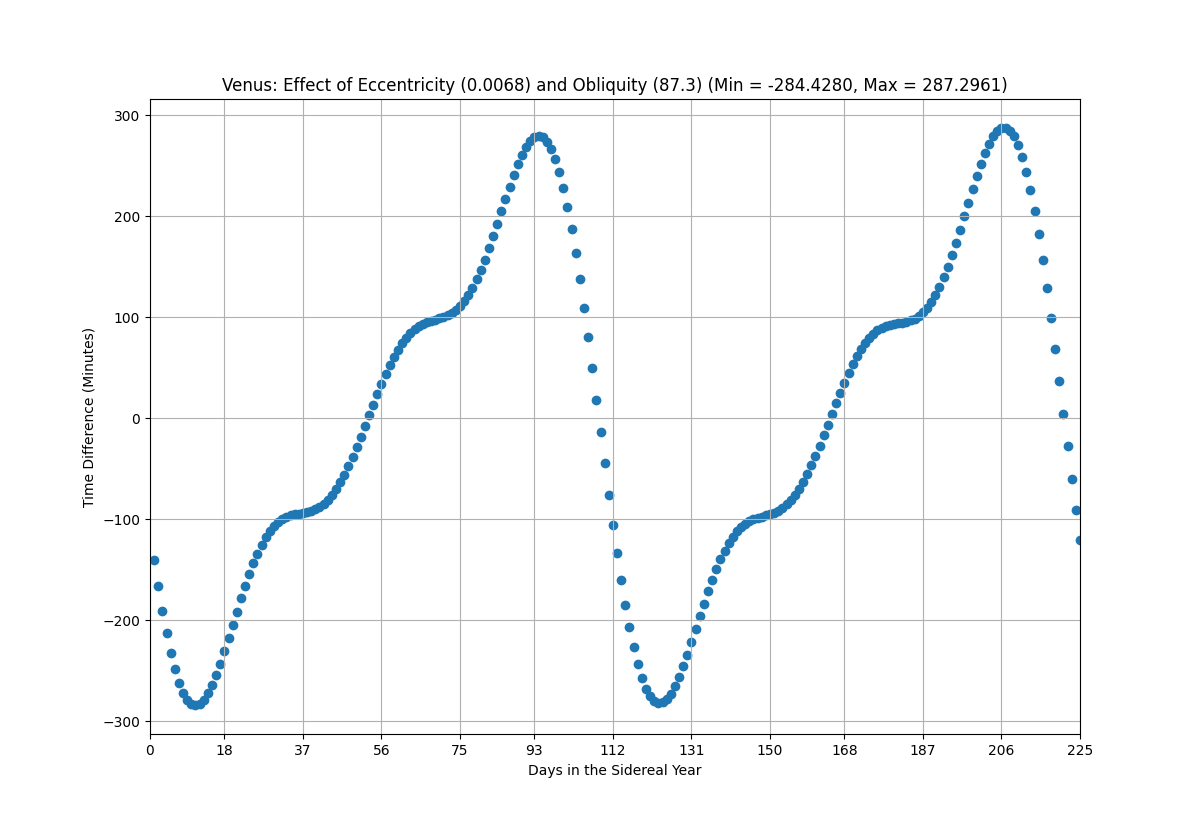 Venus: Effect of Eccentricity (0.0068) and Obliquity (87.3) (Min = -284.4280, Max = 287.2961)
300
200
100
0
−100
−200
−300
Time Difference (Minutes)
0 18 37 56 75 93 112 131 150 168 187 206 225
Days in the Sidereal Year